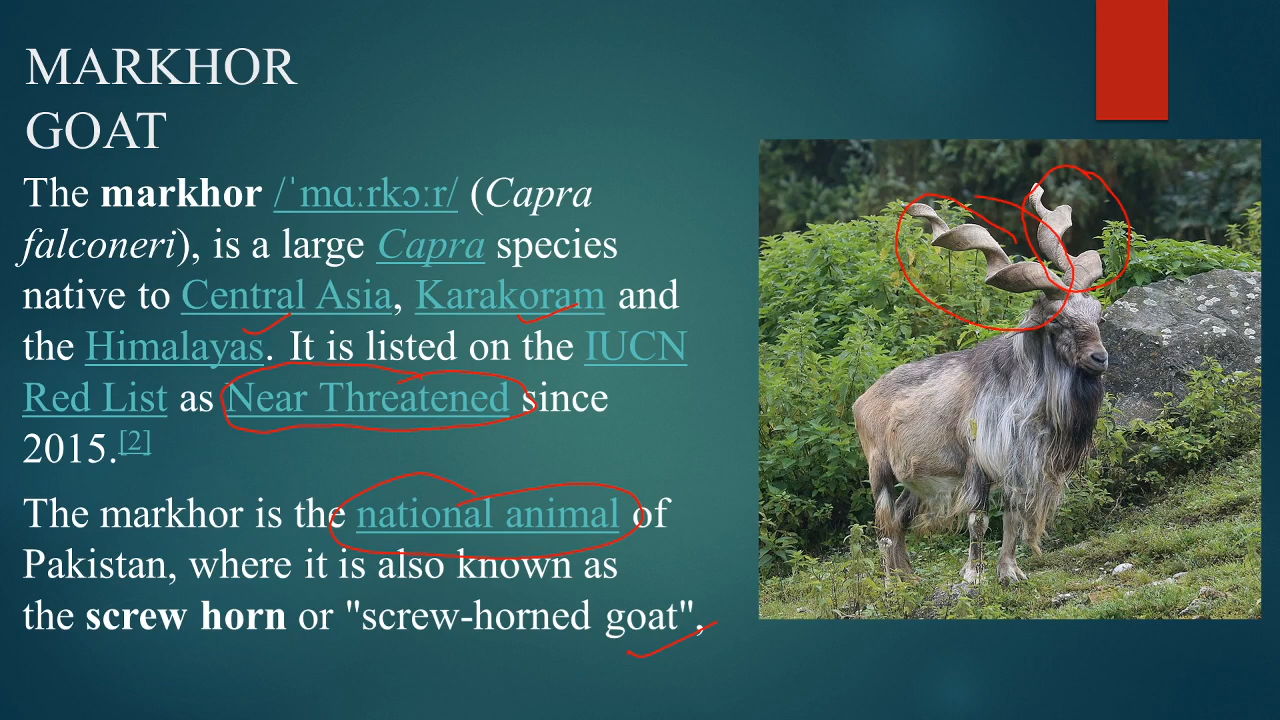 MARKHOR
GOAT
The markhor /ˈmɑːrkɔːr/ (Capra
falconeri), is a large Capra species
native to Central Asia, Karakoram and
the Himalayas. It is listed on the IUCN
Red List as Near Threatened since
2015.[2]
The markhor is the national animal of
Pakistan, where it is also known as
the screw horn or "screw-horned goat",